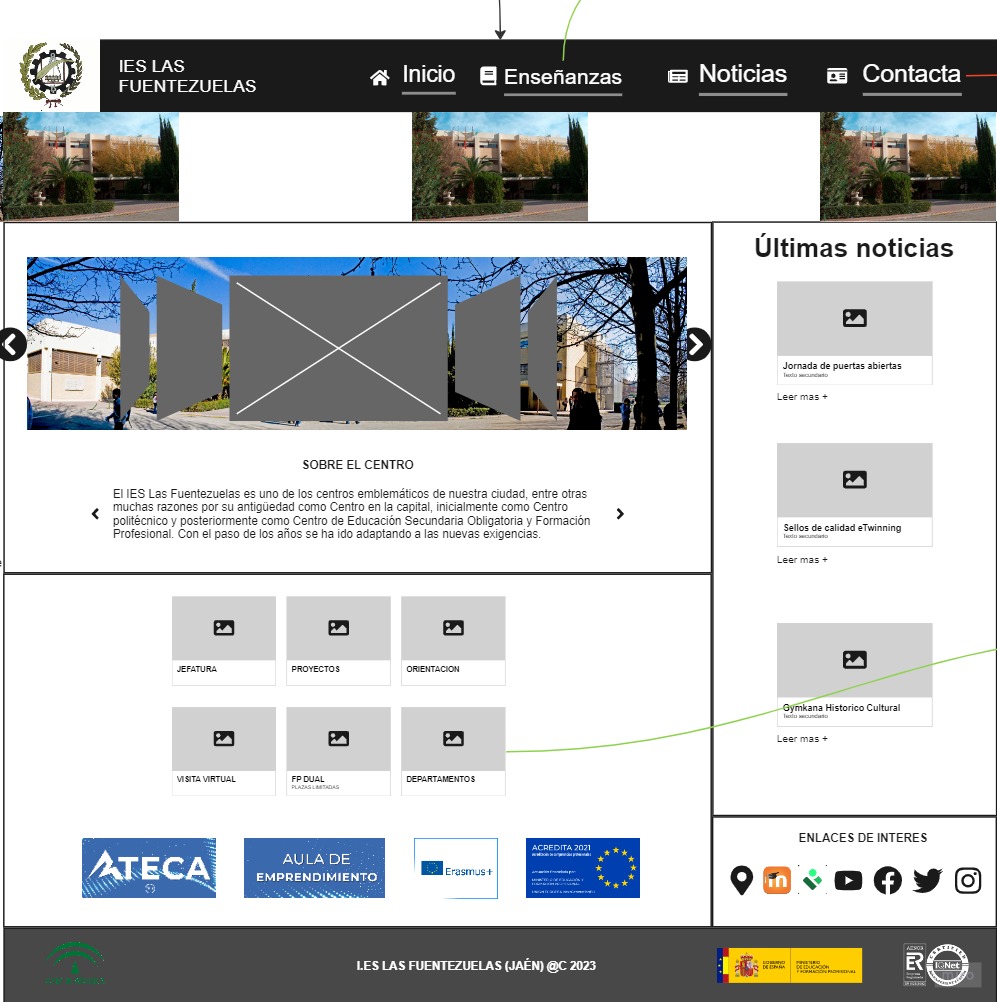 IES LAS
FUENTEZUELAS
Inicio
Enseñanzas
Noticias
Contacta
Últimas noticias
Jornada de puertas abiertas
Texto secundario
Leer mas +
Sellos de calidad eTwinning
Texto secundario
Leer mas +
Gymkana Historico Cultural
Texto secundario
Leer mas +
SOBRE EL CENTRO
El IES Las Fuentezuelas es uno de los centros emblemáticos de nuestra ciudad, entre otras
muchas razones por su antigüedad como Centro en la capital, inicialmente como Centro
politécnico y posteriormente como Centro de Educación Secundaria Obligatoria y Formación
Profesional. Con el paso de los años se ha ido adaptando a las nuevas exigencias.
JEFATURA
PROYECTOS
ORIENTACION
VISITA VIRTUAL
FP DUAL
PLAZAS LIMITADAS
DEPARTAMENTOS
ATECA
AULA DE
EMPRENDIMIENTO
Erasmus+
ACREDITA 2021
ENLACES DE INTERES
I.ES LAS FUENTEZUELAS (JAÉN) @C 2023
GOBIERNO
DE ESPAÑA
MINISTERIO
DE EDUCACIÓN
Y FORMACIÓN PROFESIONAL
AENOR
ER
Empresa
Registrada
IQNet